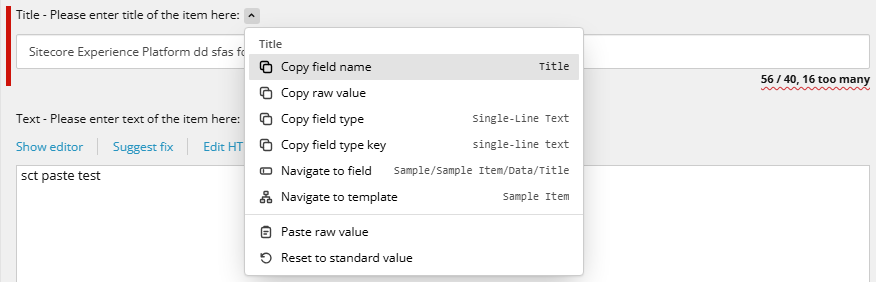 Title - Please enter title of the item here:
Sitecore Experience Platform dd sfas
56 / 40, 16 too many
Title
Copy field name Title
Copy raw value
Copy field type Single-Line Text
Copy field type key single-line text
Navigate to field Sample/Sample Item/Data/Title
Navigate to template Sample Item
Paste raw value
Reset to standard value
Text - Please enter text of the item here:
Show editor Suggest fix Edit HT
sct paste test